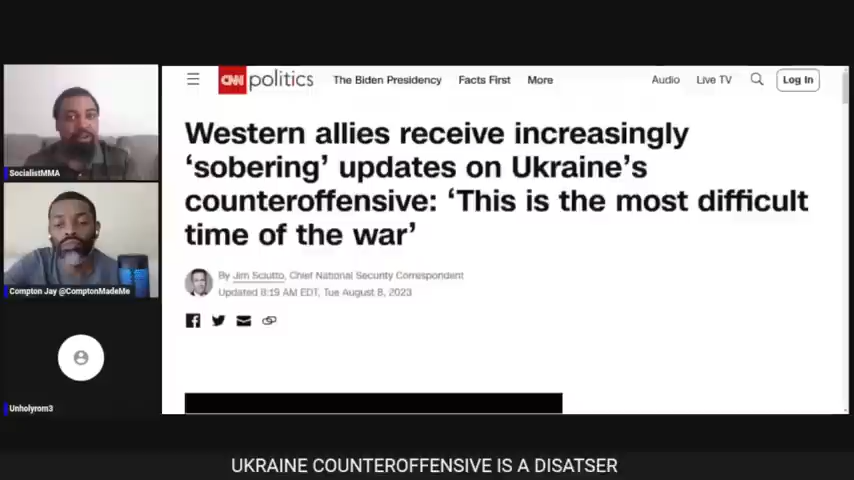 CNN politics The Biden Presidency Facts First More Audio Live TV Log In
Western allies receive increasingly
‘sobering’ updates on Ukraine’s
counteroffensive: ‘This is the most difficult
time of the war’
By Jim Sciutto, Chief National Security Correspondent
Updated 8:19 AM EDT, Tue August 8, 2023
SocialistMMA
Compton Jay @ComptonMadeMe
Unholyrom3
UKRAINE COUNTEROFFENSIVE IS A DISATSER